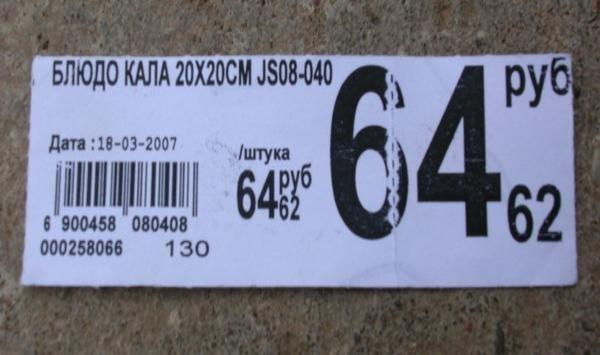 БЛЮДО КАЛА 20Х20СМ JS08-040
64 руб 62
Дата :18-03-2007
/штука
64 руб 62
6 900458 080408
000258066 130